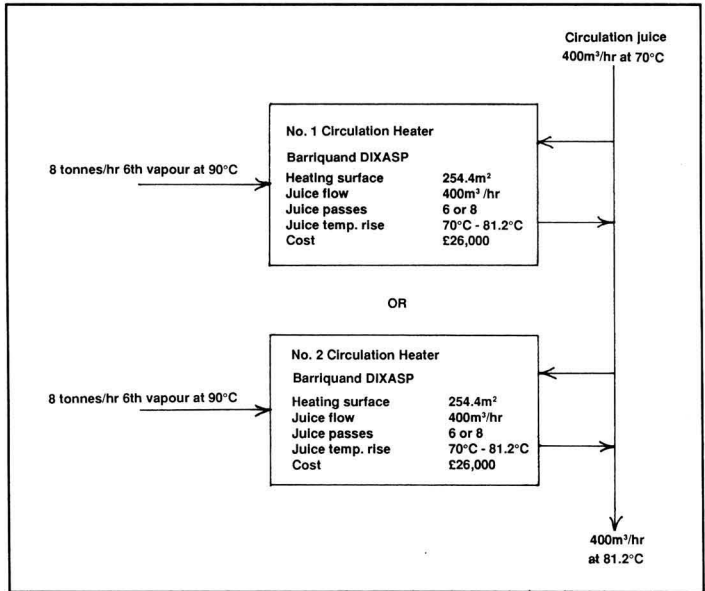 Circulation juice
400m³/hr at 70°C
No. 1 Circulation Heater
Barriquand DIXASP
8 tonnes/hr 6th vapour at 90°C
Heating surface 254.4m²
Juice flow 400m³ /hr
Juice passes 6 or 8
Juice temp. rise 70°C - 81.2°C
Cost £26,000
OR
No. 2 Circulation Heater
Barriquand DIXASP
8 tonnes/hr 6th vapour at 90°C
Heating surface 254.4m²
Juice flow 400m³/hr
Juice passes 6 or 8
Juice temp. rise 70°C - 81.2°C
Cost £26,000
400m³/hr
at 81.2°C